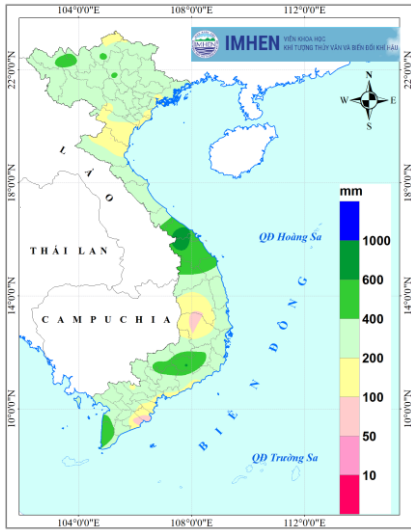 IMHEN
VIỆN KHOA HỌC
KHÍ TƯỢNG THỦY VĂN VÀ BIẾN ĐỔI KHÍ HẬU
104°0'0"E 108°0'0"E 112°0'0"E
22°0'0"N
18°0'0"N
14°0'0"N
10°0'0"N
N
W E
S
LÀO
THÁI LAN
CAMPUCHIA
QĐ Hoàng Sa
BIỂN ĐÔNG
QĐ Trường Sa
mm
1000
600
400
200
100
50
10
22°0'0"N
18°0'0"N
14°0'0"N
10°0'0"N
104°0'0"E 108°0'0"E 112°0'0"E